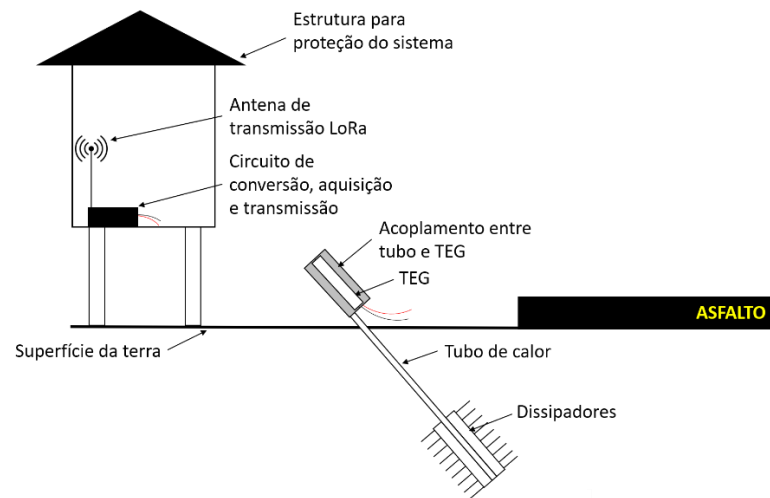 Estrutura para
proteção do sistema
Antena de
transmissão LoRa
Circuito de
conversão, aquisição
e transmissão
Acoplamento entre
tubo e TEG
TEG
ASFALTO
Superfície da terra
Tubo de calor
Dissipadores